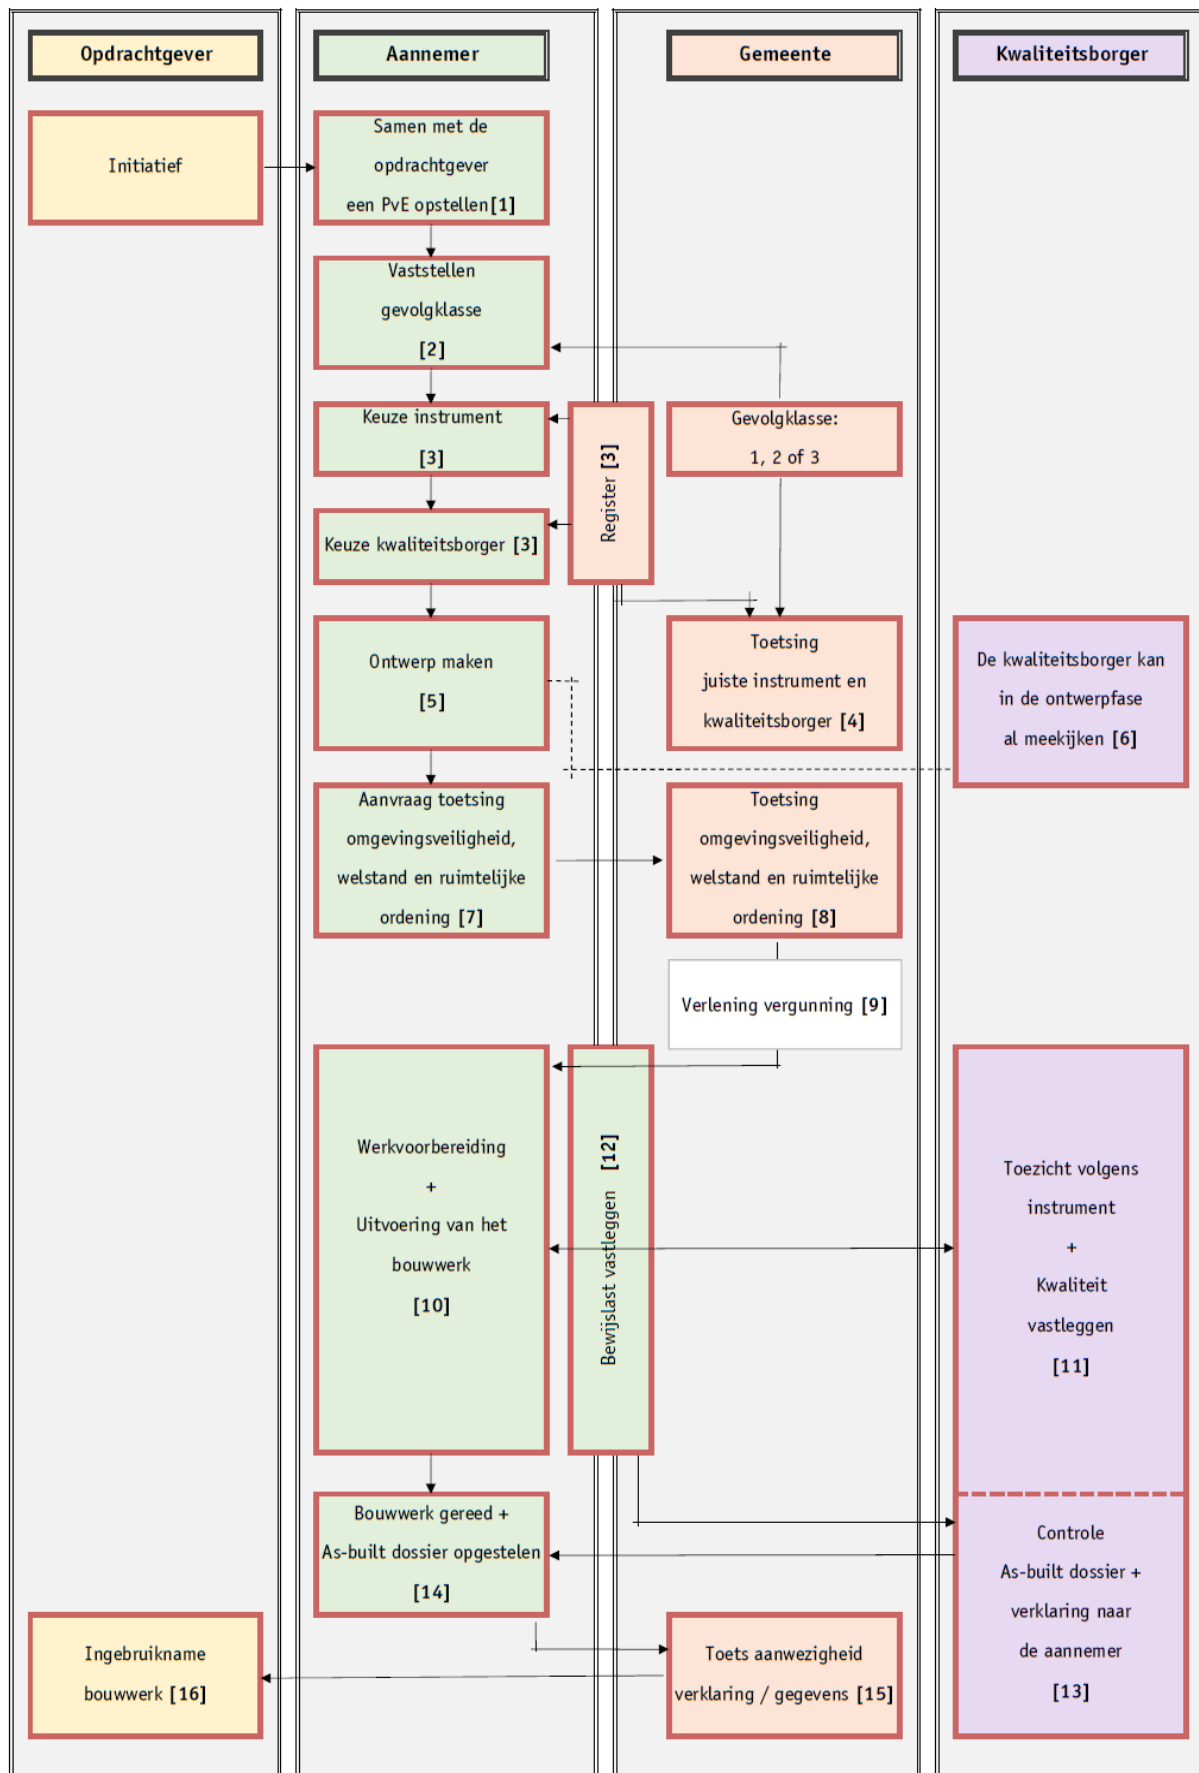 Opdrachtgever
Aannemer
Gemeente
Kwaliteitsborger
Initiatief
Samen met de
opdrachtgever
een PvE opstellen[1]
Vaststellen
gevolgklasse
[2]
Keuze instrument
[3]
Register [3]
Gevolgklasse:
1, 2 of 3
Keuze kwaliteitsborger [3]
Ontwerp maken
[5]
Toetsing
juiste instrument en
kwaliteitsborger [4]
De kwaliteitsborger kan
in de ontwerpfase
al meekijken [6]
Aanvraag toetsing
omgevingsveiligheid,
welstand en ruimtelijke
ordening [7]
Toetsing
omgevingsveiligheid,
welstand en ruimtelijke
ordening [8]
Verlening vergunning [9]
Werkvoorbereiding
+
Uitvoering van het
bouwwerk
[10]
Bewijslast vastleggen [12]
Toezicht volgens
instrument
+
Kwaliteit
vastleggen
[11]
Bouwwerk gereed +
As-built dossier opgestelen
[14]
Controle
As-built dossier +
verklaring naar
de aannemer
[13]
Ingebruikname
bouwwerk [16]
Toets aanwezigheid
verklaring / gegevens [15]